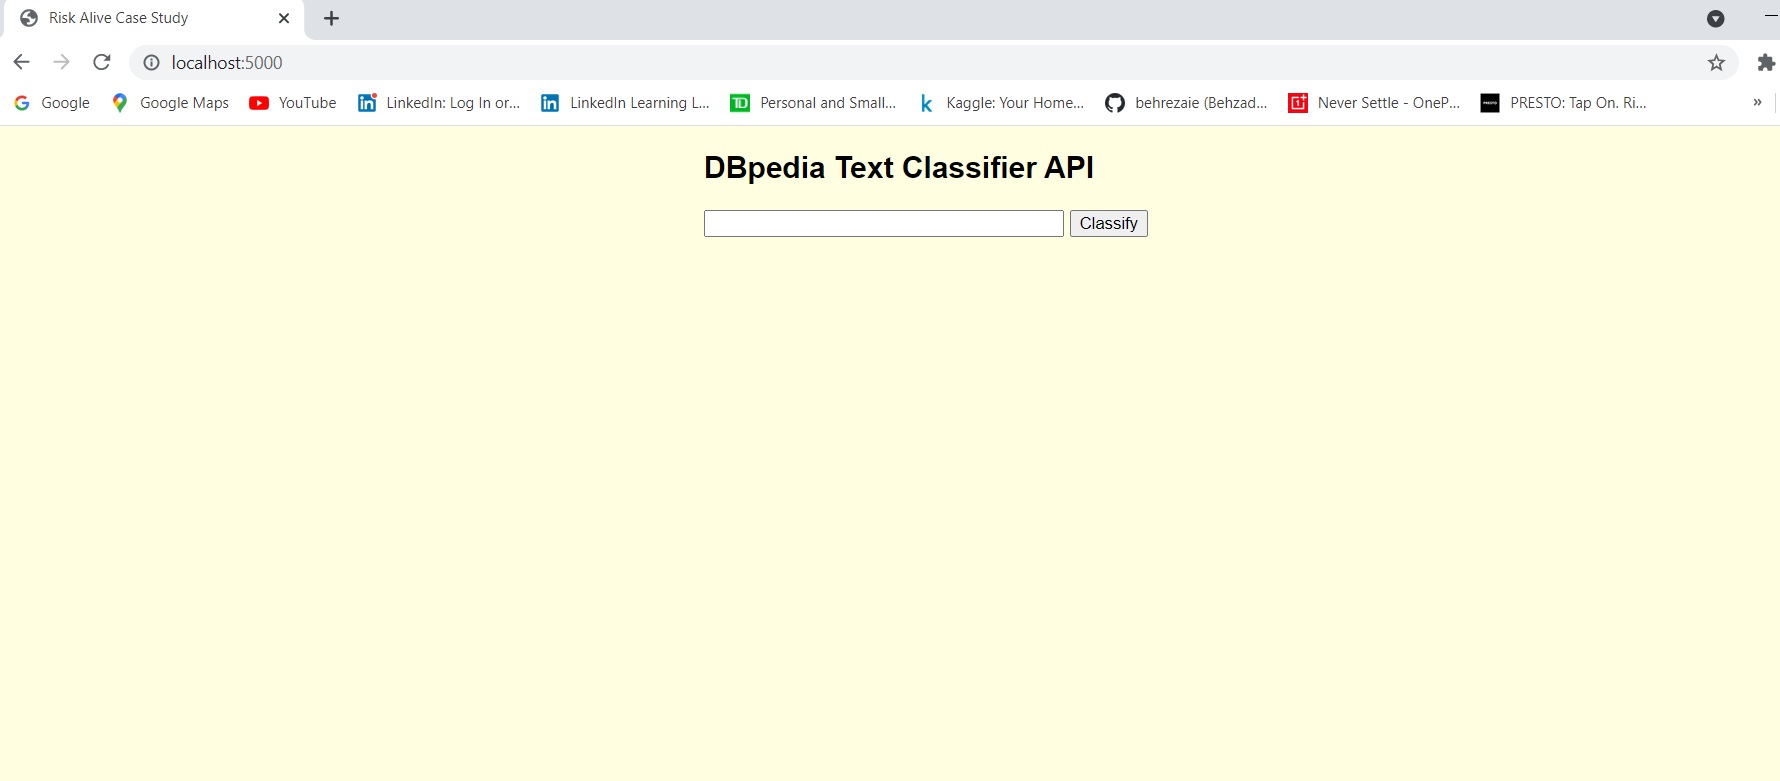 Risk Alive Case Study
localhost:5000
Google Google Maps YouTube LinkedIn: Log In or... LinkedIn Learning L... Personal and Small... Kaggle: Your Home... behrezaie (Behzad... Never Settle - OneP... PRESTO: Tap On. Ri... »
DBpedia Text Classifier API
Classify